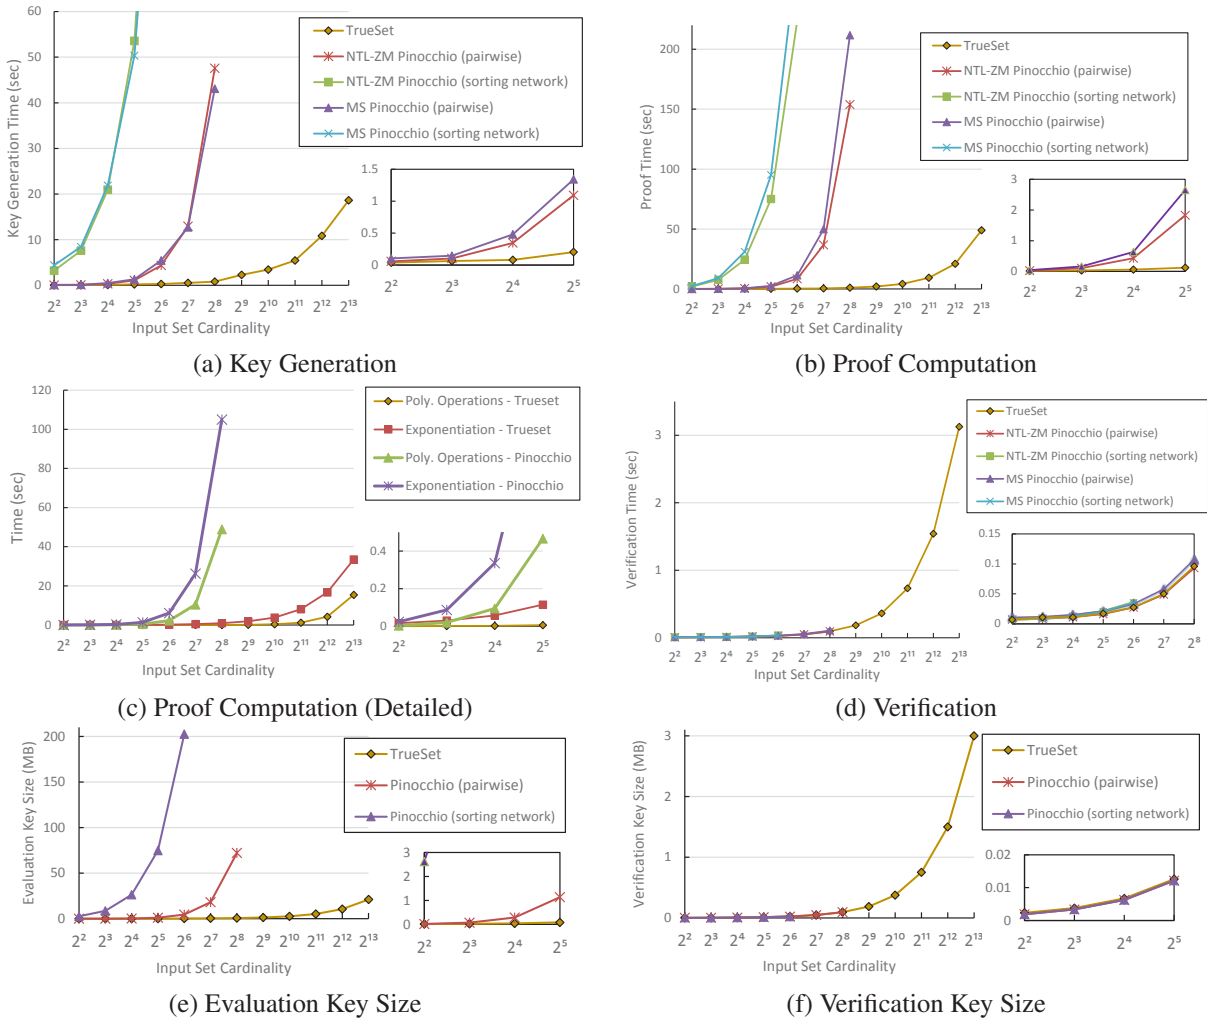 60
50
40
30
20
10
0
Key Generation Time (sec)
2² 2³ 2⁴ 2⁵ 2⁶ 2⁷ 2⁸ 2⁹ 2¹⁰ 2¹¹ 2¹² 2¹³
Input Set Cardinality
TrueSet
NTL-ZM Pinocchio (pairwise)
NTL-ZM Pinocchio (sorting network)
MS Pinocchio (pairwise)
MS Pinocchio (sorting network)
1.5
1
0.5
0
2² 2³ 2⁴ 2⁵
(a) Key Generation
200
150
100
50
0
Proof Time (sec)
2² 2³ 2⁴ 2⁵ 2⁶ 2⁷ 2⁸ 2⁹ 2¹⁰ 2¹¹ 2¹² 2¹³
Input Set Cardinality
TrueSet
NTL-ZM Pinocchio (pairwise)
NTL-ZM Pinocchio (sorting network)
MS Pinocchio (pairwise)
MS Pinocchio (sorting network)
3
2
1
0
2² 2³ 2⁴ 2⁵
(b) Proof Computation
120
100
80
60
40
20
0
Time (sec)
2² 2³ 2⁴ 2⁵ 2⁶ 2⁷ 2⁸ 2⁹ 2¹⁰ 2¹¹ 2¹² 2¹³
Input Set Cardinality
Poly. Operations - Trueset
Exponentiation - Trueset
Poly. Operations - Pinocchio
Exponentiation - Pinocchio
0.4
0.2
0
2² 2³ 2⁴ 2⁵
(c) Proof Computation (Detailed)
3
2
1
0
Verification Time (sec)
2² 2³ 2⁴ 2⁵ 2⁶ 2⁷ 2⁸ 2⁹ 2¹⁰ 2¹¹ 2¹² 2¹³
Input Set Cardinality
TrueSet
NTL-ZM Pinocchio (pairwise)
NTL-ZM Pinocchio (sorting network)
MS Pinocchio (pairwise)
MS Pinocchio (sorting network)
0.15
0.1
0.05
0
2² 2³ 2⁴ 2⁵ 2⁶ 2⁷ 2⁸
(d) Verification
200
150
100
50
0
Evaluation Key Size (MB)
2² 2³ 2⁴ 2⁵ 2⁶ 2⁷ 2⁸ 2⁹ 2¹⁰ 2¹¹ 2¹² 2¹³
Input Set Cardinality
TrueSet
Pinocchio (pairwise)
Pinocchio (sorting network)
3
2
1
0
2² 2³ 2⁴ 2⁵
(e) Evaluation Key Size
3
2
1
0
Verification Key Size (MB)
2² 2³ 2⁴ 2⁵ 2⁶ 2⁷ 2⁸ 2⁹ 2¹⁰ 2¹¹ 2¹² 2¹³
Input Set Cardinality
TrueSet
Pinocchio (pairwise)
Pinocchio (sorting network)
0.02
0.01
0
2² 2³ 2⁴ 2⁵
(f) Verification Key Size